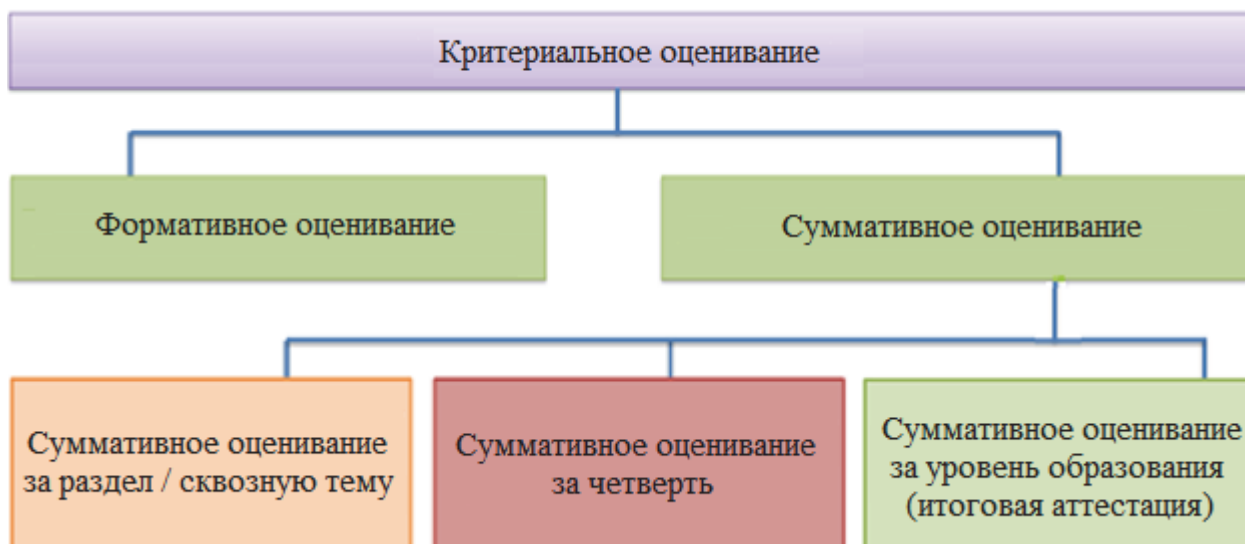 Критериальное оценивание
Формативное оценивание
Суммативное оценивание
Суммативное оценивание
за раздел / сквозную тему
Суммативное оценивание
за четверть
Суммативное оценивание
за уровень образования
(итоговая аттестация)